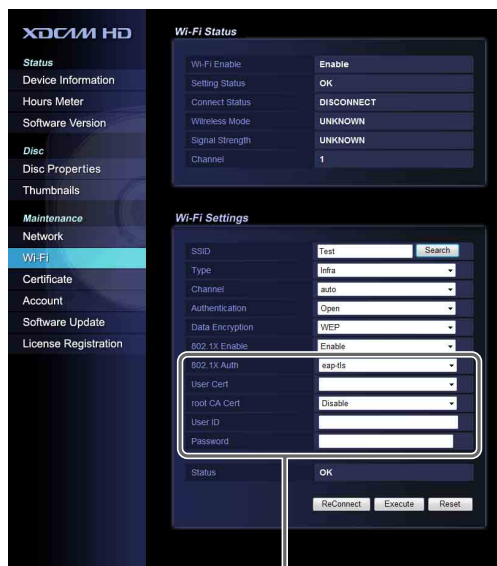 XDCAM HD
Status
Device Information
Hours Meter
Software Version
Disc
Disc Properties
Thumbnails
Maintenance
Network
Wi-Fi
Certificate
Account
Software Update
License Registration
Wi-Fi Status
Wi-Fi Enable Enable
Setting Status OK
Connect Status DISCONNECT
Wilreless Mode UNKNOWN
Signal Strength UNKNOWN
Channel 1
Wi-Fi Settings
SSID Test Search
Type Infra
Channel auto
Authentication Open
Data Encryption WEP
802.1X Enable Enable
802.1X Auth eap-tls
User Cert
root CA Cert Disable
User ID
Password
Status OK
ReConnect Execute Reset